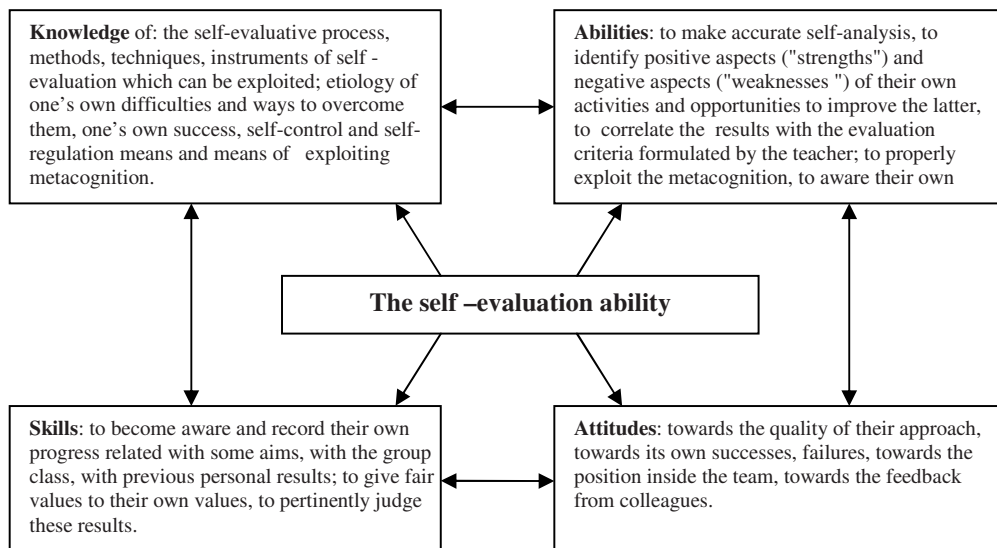 Knowledge of: the self-evaluative process,
methods, techniques, instruments of self -
evaluation which can be exploited; etiology of
one's own difficulties and ways to overcome
them, one's own success, self-control and self-
regulation means and means of exploiting
metacognition.
Abilities: to make accurate self-analysis, to
identify positive aspects ("strengths") and
negative aspects ("weaknesses ") of their own
activities and opportunities to improve the latter,
to correlate the results with the evaluation
criteria formulated by the teacher; to properly
exploit the metacognition, to aware their own
The self –evaluation ability
Skills: to become aware and record their own
progress related with some aims, with the group
class, with previous personal results; to give fair
values to their own values, to pertinently judge
these results.
Attitudes: towards the quality of their approach,
towards its own successes, failures, towards the
position inside the team, towards the feedback
from colleagues.